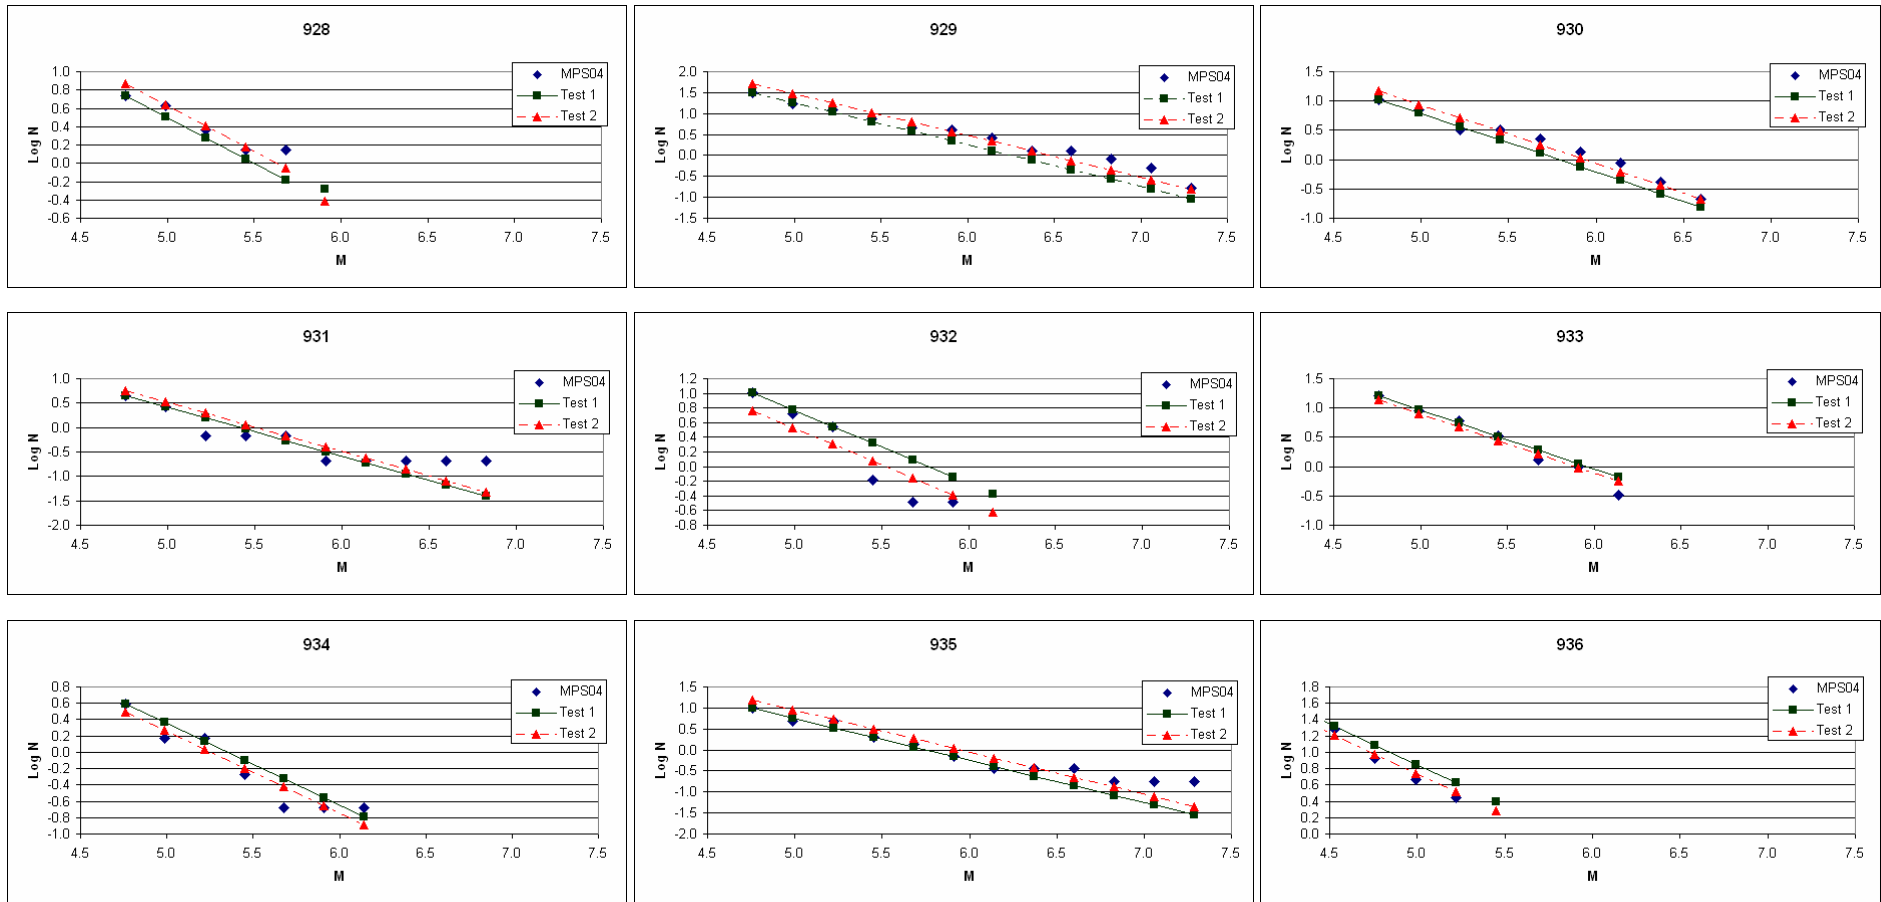 928
1.0
0.8
0.6
0.4
0.2
0.0
-0.2
-0.4
-0.6
Log N
4.5 5.0 5.5 6.0 6.5 7.0 7.5
M
MPS04
Test 1
Test 2
929
2.0
1.5
1.0
0.5
0.0
-0.5
-1.0
-1.5
Log N
4.5 5.0 5.5 6.0 6.5 7.0 7.5
M
MPS04
Test 1
Test 2
930
1.5
1.0
0.5
0.0
-0.5
-1.0
Log N
4.5 5.0 5.5 6.0 6.5 7.0 7.5
M
MPS04
Test 1
Test 2
931
1.0
0.5
0.0
-0.5
-1.0
-1.5
-2.0
Log N
4.5 5.0 5.5 6.0 6.5 7.0 7.5
M
MPS04
Test 1
Test 2
932
1.2
1.0
0.8
0.6
0.4
0.2
0.0
-0.2
-0.4
-0.6
-0.8
Log N
4.5 5.0 5.5 6.0 6.5 7.0 7.5
M
MPS04
Test 1
Test 2
933
1.5
1.0
0.5
0.0
-0.5
-1.0
Log N
4.5 5.0 5.5 6.0 6.5 7.0 7.5
M
MPS04
Test 1
Test 2
934
0.8
0.6
0.4
0.2
0.0
-0.2
-0.4
-0.6
-0.8
-1.0
Log N
4.5 5.0 5.5 6.0 6.5 7.0 7.5
M
MPS04
Test 1
Test 2
935
1.5
1.0
0.5
0.0
-0.5
-1.0
-1.5
-2.0
Log N
4.5 5.0 5.5 6.0 6.5 7.0 7.5
M
MPS04
Test 1
Test 2
936
1.8
1.6
1.4
1.2
1.0
0.8
0.6
0.4
0.2
0.0
Log N
4.5 5.0 5.5 6.0 6.5 7.0 7.5
M
MPS04
Test 1
Test 2